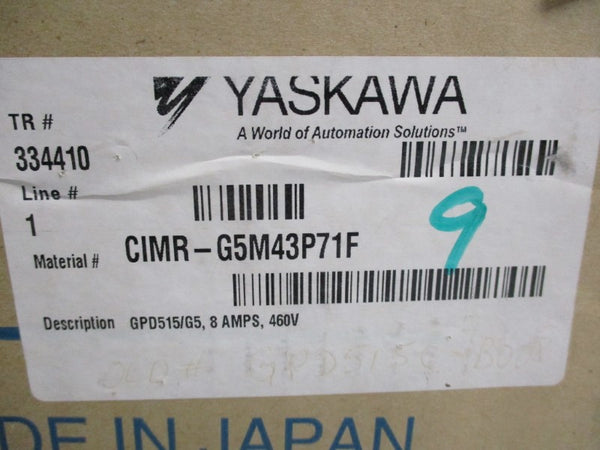 YASKAWA
A World of Automation Solutions™
TR #
334410
Line #
1
9
Material # CIMR-G5M43P71F
Description GPD515/G5, 8 AMPS, 460V
OLD #
DE IN JAPAN